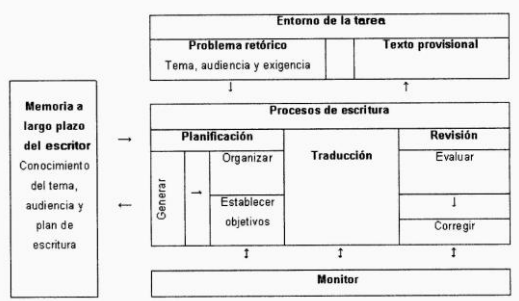 Entorno de la tarea
Problema retórico
Texto provisional
Tema, audiencia y exigencia
↓
↑
Memoria a
largo plazo
del escritor
Conocimiento
del tema,
audiencia y
plan de
escritura
→
←
Procesos de escritura
Planificación
Generar
→
Organizar
Establecer
objetivos
Traducción
Revisión
Evaluar
↓
Corregir
↕
↕
↕
Monitor